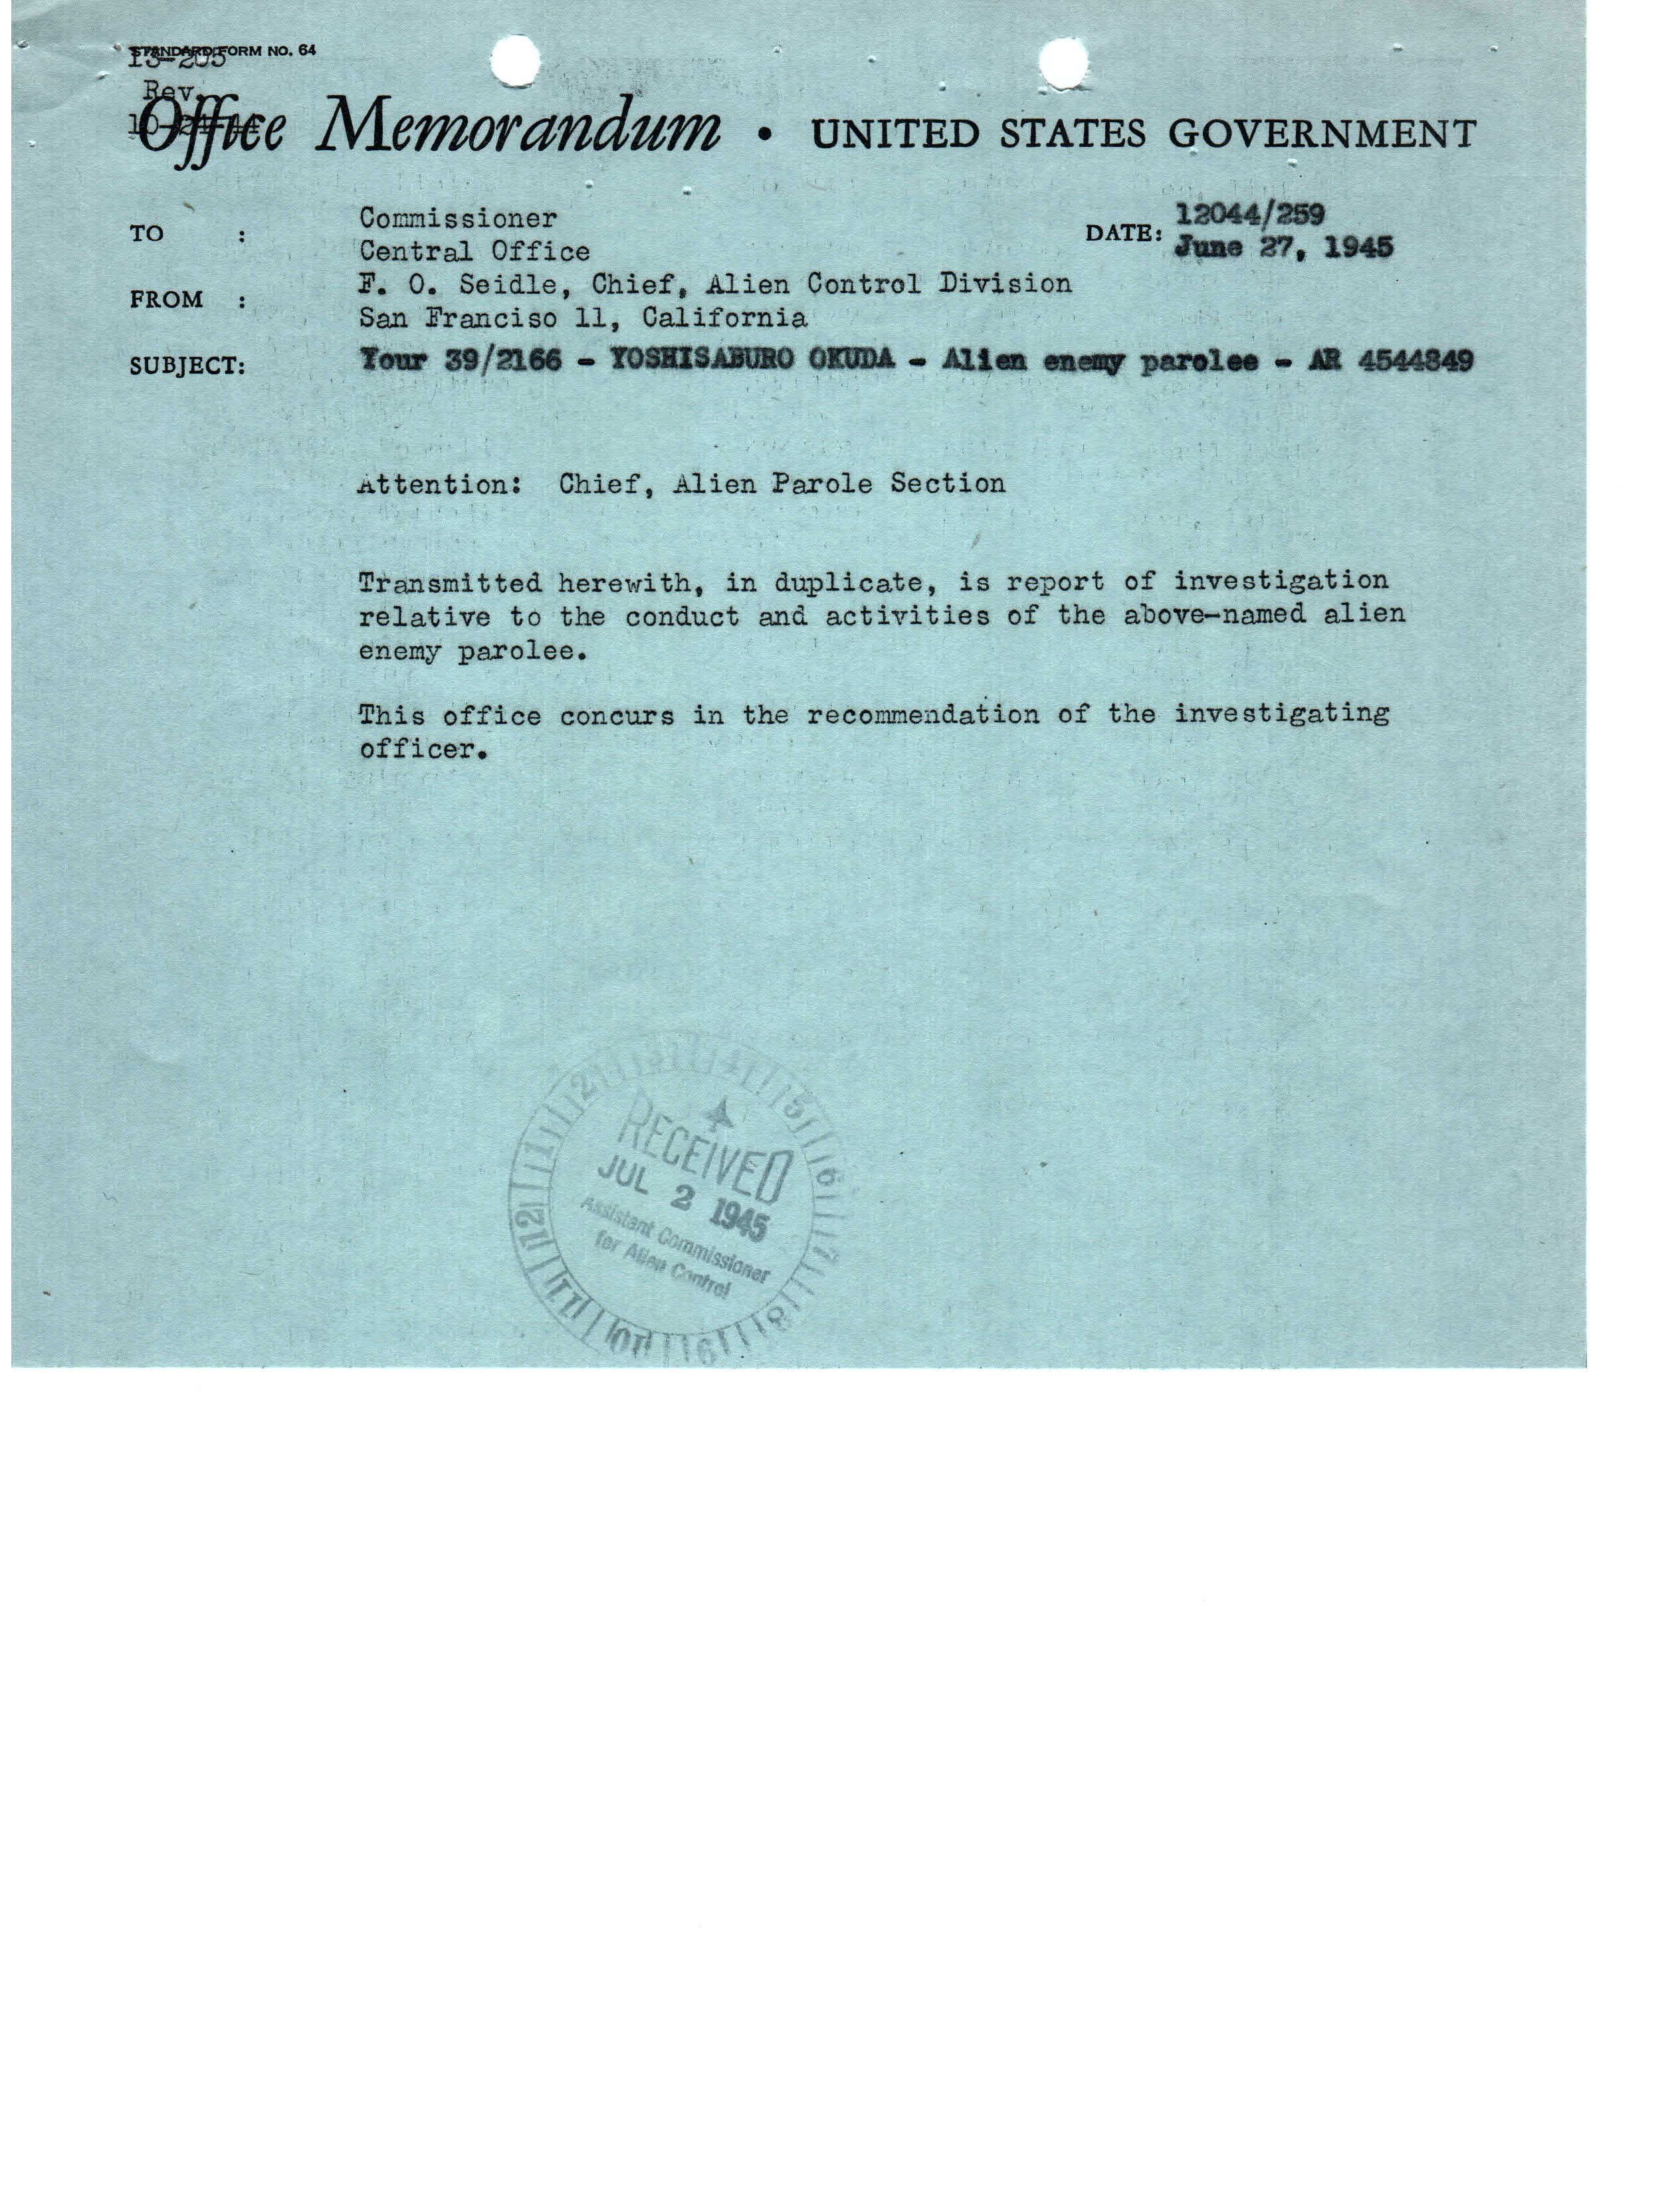 STANDARD FORM NO. 64
13-205
Rev.
Office Memorandum • UNITED STATES GOVERNMENT
TO : Commissioner
Central Office
DATE: 12044/259
June 27, 1945
FROM : F. O. Seidle, Chief, Alien Control Division
San Franciso 11, California
SUBJECT: Your 39/2166 - YOSHISABURO OKUDA - Alien enemy parolee - AR 4544849
Attention: Chief, Alien Parole Section
Transmitted herewith, in duplicate, is report of investigation
relative to the conduct and activities of the above-named alien
enemy parolee.
This office concurs in the recommendation of the investigating
officer.
RECEIVED
JUL 2 1945
Assistant Commissioner
for Alien Control
12 1 2 3 4 5 6 7 8 9 10 11